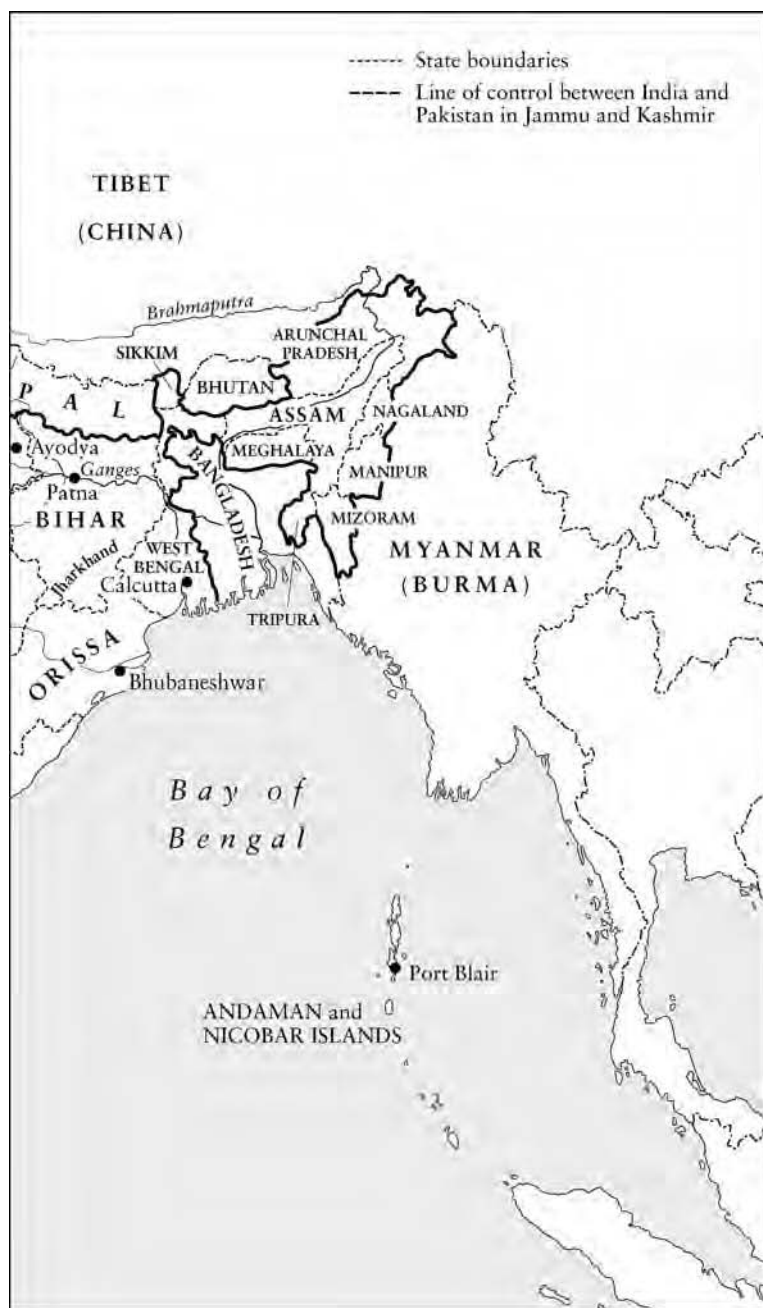 State boundaries
Line of control between India and
Pakistan in Jammu and Kashmir
TIBET
(CHINA)
Brahmaputra
ARUNCHAL
PRADESH
SIKKIM
BHUTAN
P A L
ASSAM
NAGALAND
Ayodya
MEGHALAYA
BANGLADESH
Ganges
Patna
MANIPUR
BIHAR
MIZORAM
Jharkhand
WEST
BENGAL
MYANMAR
(BURMA)
Calcutta
TRIPURA
ORISSA
Bhubaneshwar
Bay of
Bengal
Port Blair
ANDAMAN and
NICOBAR ISLANDS